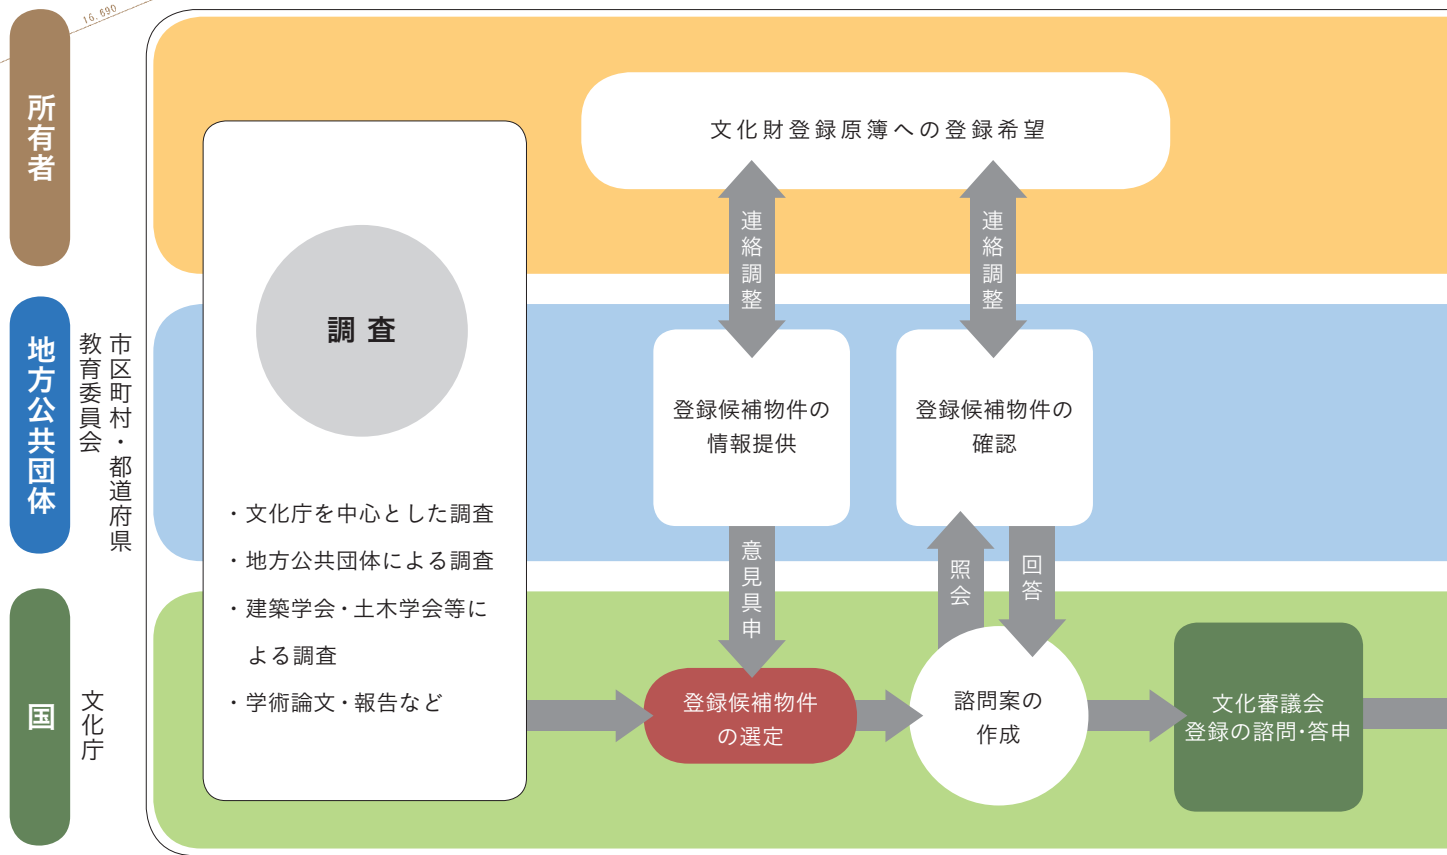 16.690
所有者
文化財登録原簿への登録希望
連絡調整
連絡調整
地方公共団体
市区町村・都道府県
教育委員会
調査
・文化庁を中心とした調査
・地方公共団体による調査
・建築学会・土木学会等に
よる調査
・学術論文・報告など
登録候補物件の
情報提供
登録候補物件の
確認
意見具申
照会
回答
国
文化庁
登録候補物件
の選定
諮問案の
作成
文化審議会
登録の諮問・答申